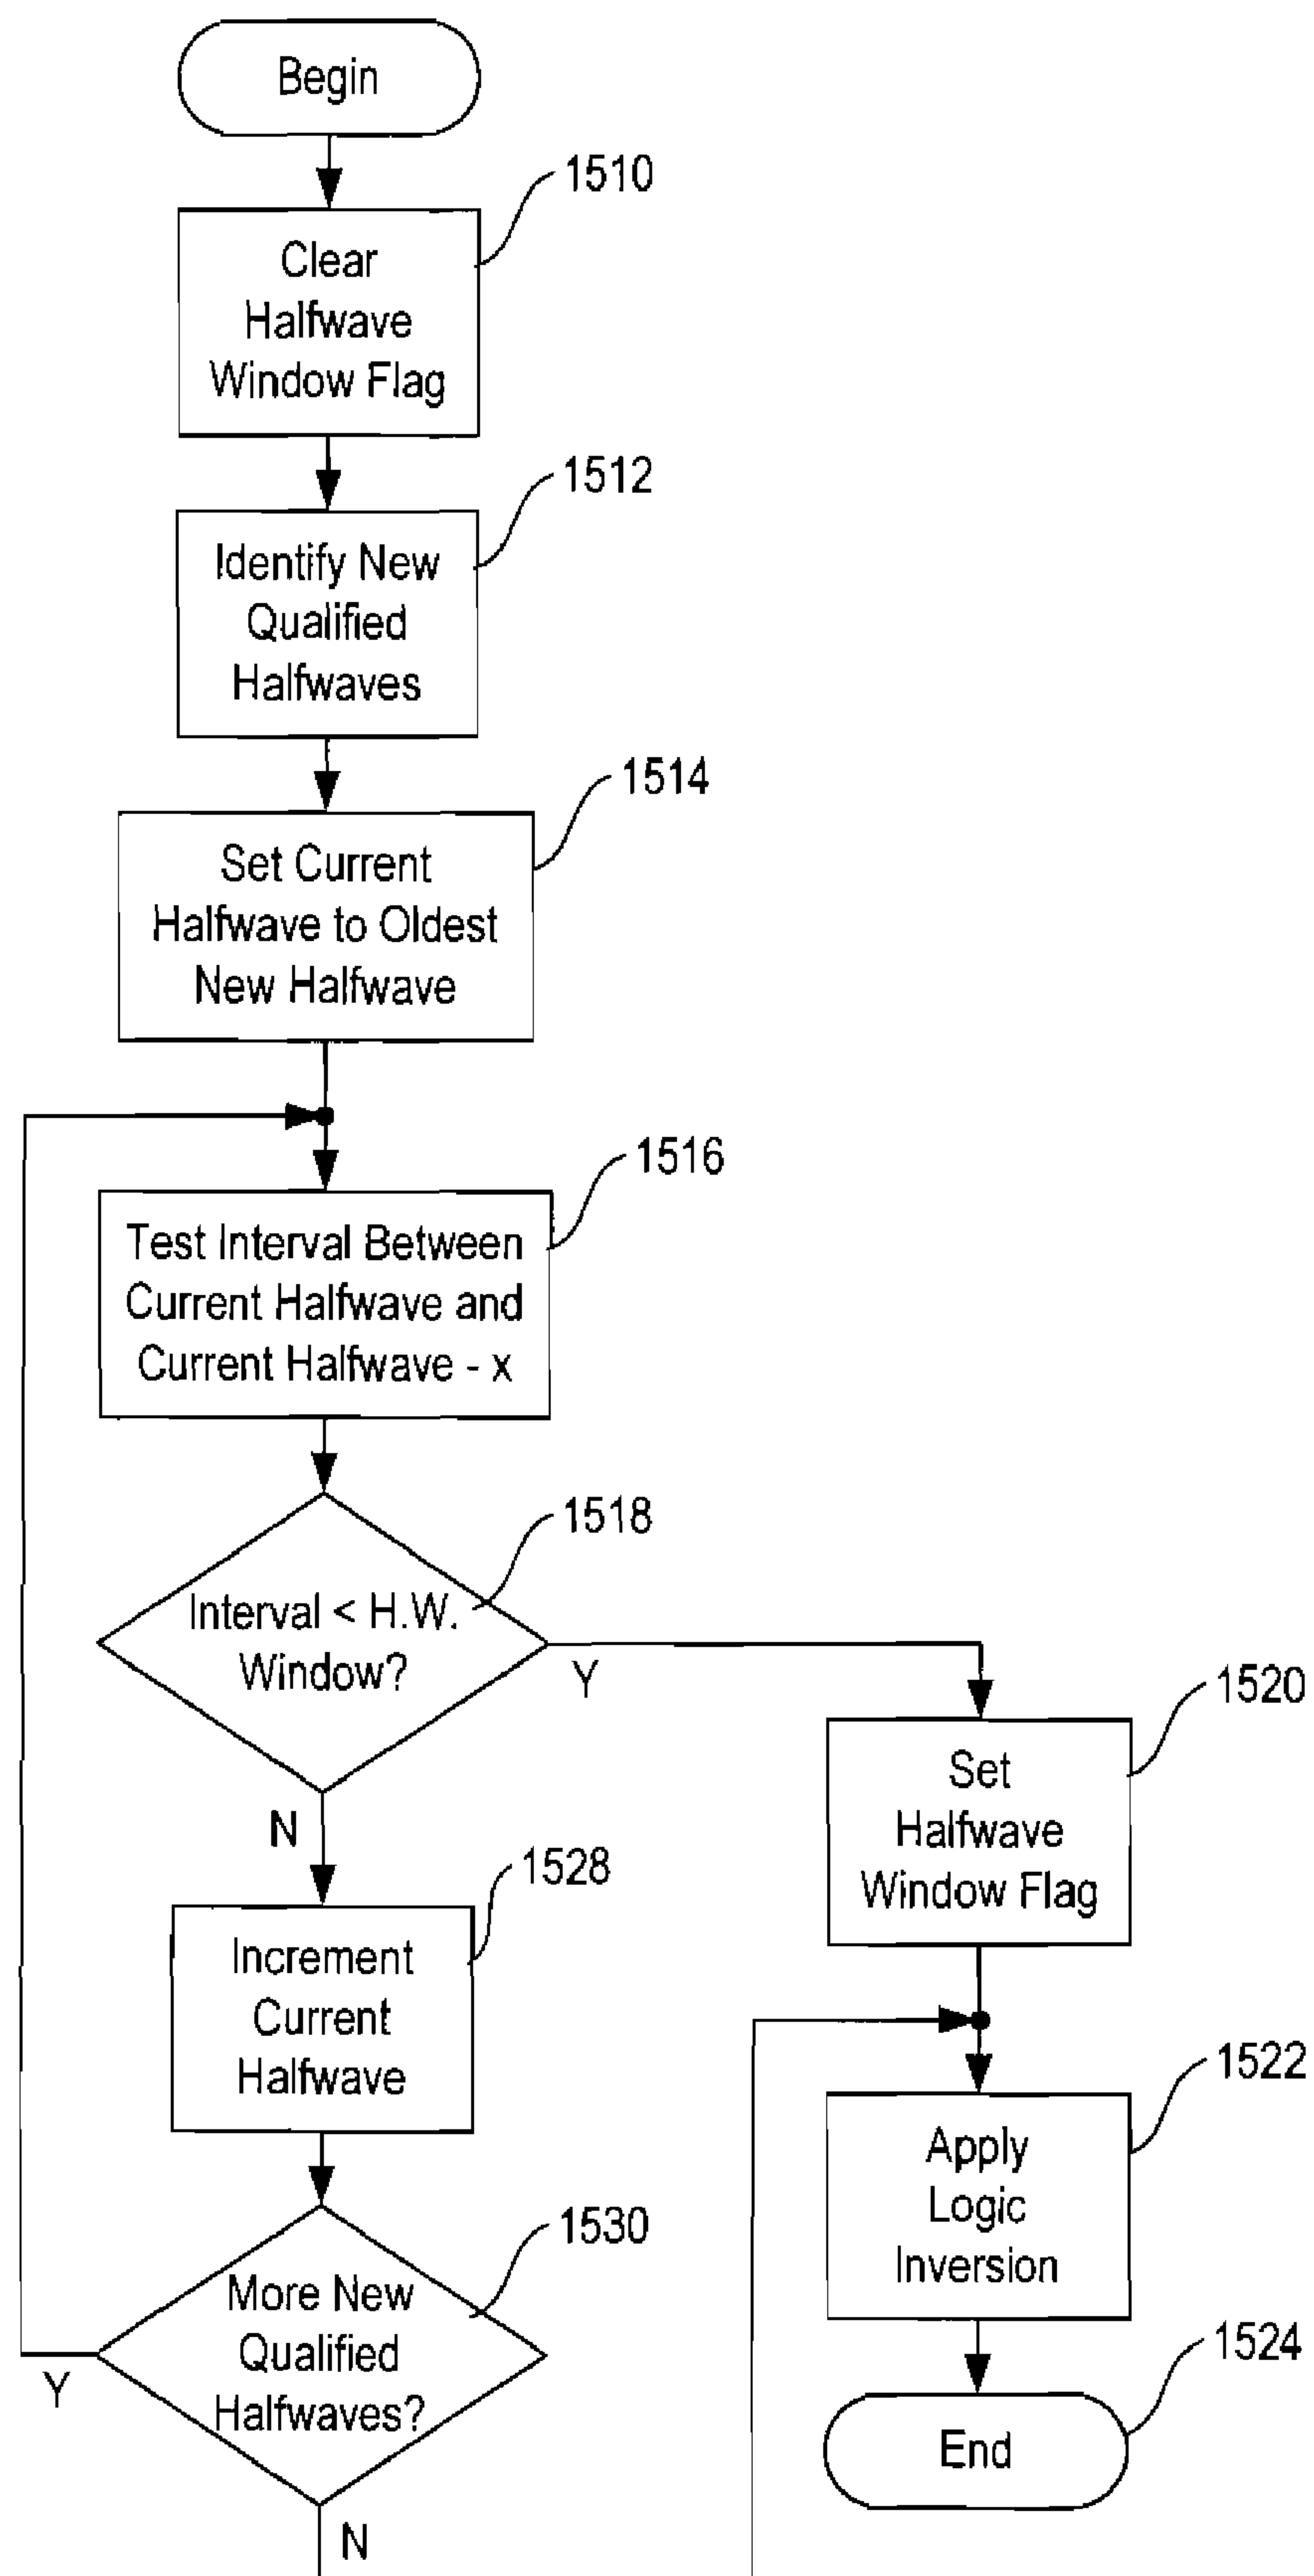 Begin
1510
Clear
Halfwave
Window Flag
1512
Identify New
Qualified
Halfwaves
1514
Set Current
Halfwave to Oldest
New Halfwave
1516
Test Interval Between
Current Halfwave and
Current Halfwave - x
1518
Interval < H.W.
Window?
Y
N
1520
Set
Halfwave
Window Flag
1528
Increment
Current
Halfwave
1522
Apply
Logic
Inversion
1530
More New
Qualified
Halfwaves?
Y
N
1524
End